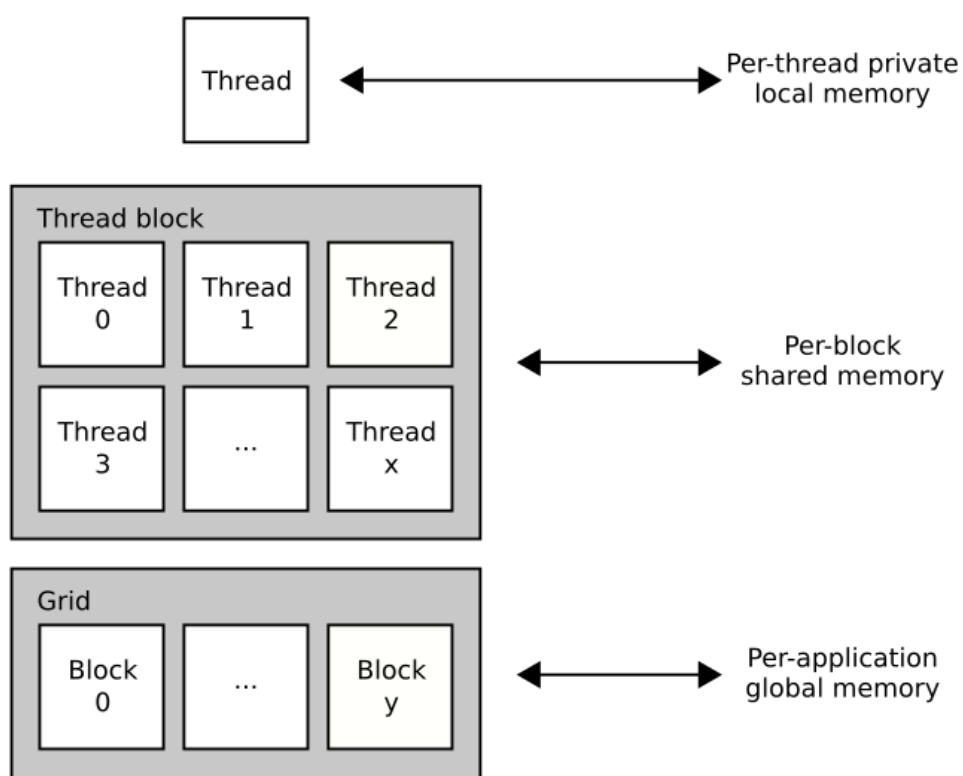 Thread
Per-thread private
local memory
Thread block
Thread
0
Thread
1
Thread
2
Thread
3
...
Thread
x
Per-block
shared memory
Grid
Block
0
...
Block
y
Per-application
global memory